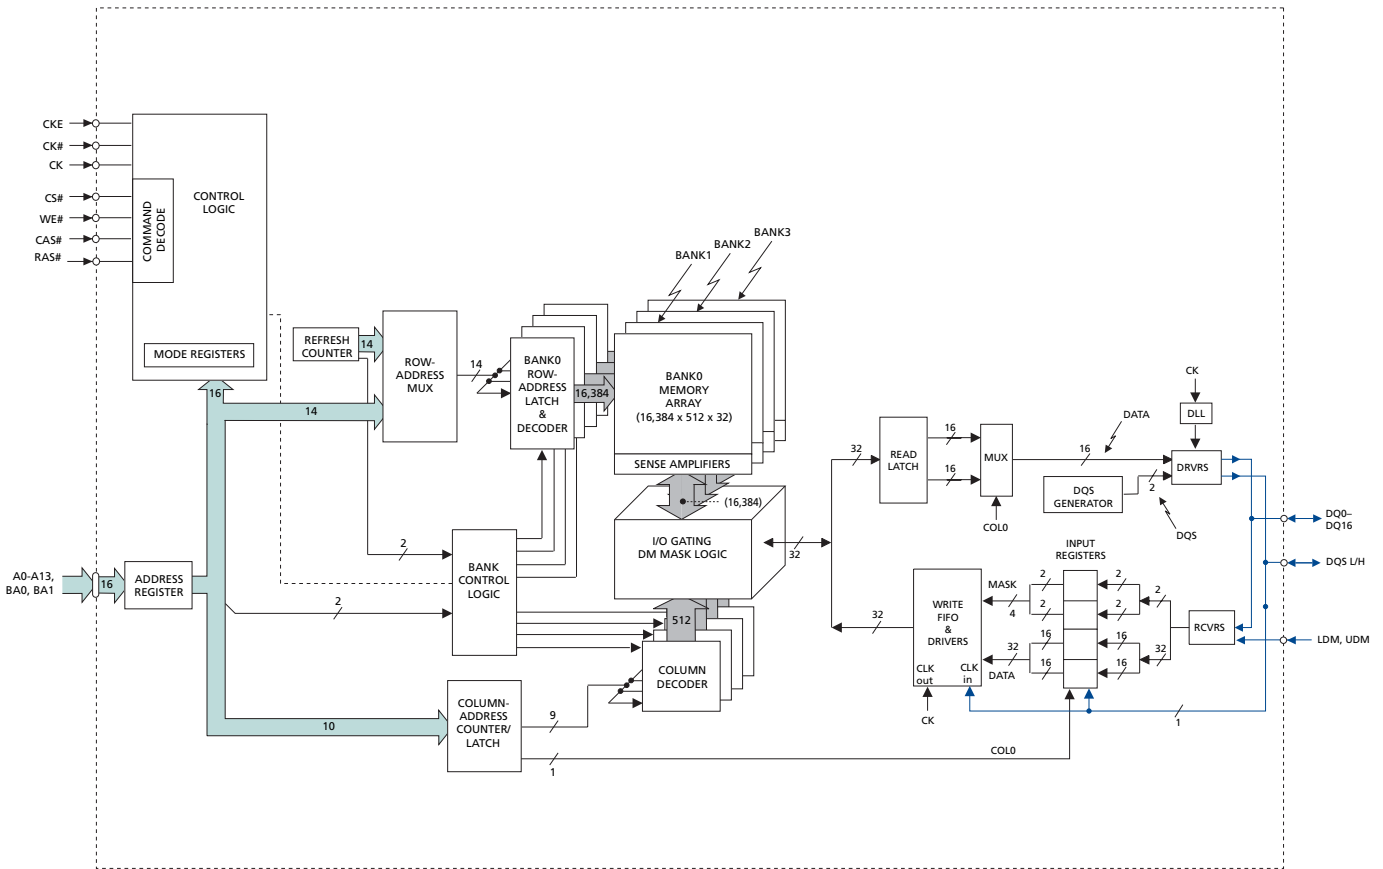 CKE
CK#
CK
CS#
WE#
CAS#
RAS#
COMMAND
DECODE
CONTROL
LOGIC
MODE REGISTERS
16
14
REFRESH
COUNTER
14
ROW-
ADDRESS
MUX
14
BANK0
ROW-
ADDRESS
LATCH
&
DECODER
16,384
BANK3
BANK2
BANK1
BANK0
MEMORY
ARRAY
(16,384 x 512 x 32)
SENSE AMPLIFIERS
(16,384)
I/O GATING
DM MASK LOGIC
32
512
COLUMN
DECODER
A0-A13,
BA0, BA1
16
ADDRESS
REGISTER
2
2
BANK
CONTROL
LOGIC
10
COLUMN-
ADDRESS
COUNTER/
LATCH
9
1
COL0
32
READ
LATCH
16
16
MUX
COL0
16
DATA
DQS
GENERATOR
2
DQS
CK
DLL
DRVRS
DQ0–
DQ16
DQS L/H
LDM, UDM
RCVRS
INPUT
REGISTERS
32
WRITE
FIFO
&
DRIVERS
CLK
out
CLK
in
CK
MASK
4
32
DATA
2
2
16
16
2
2
16
16
2
32
1